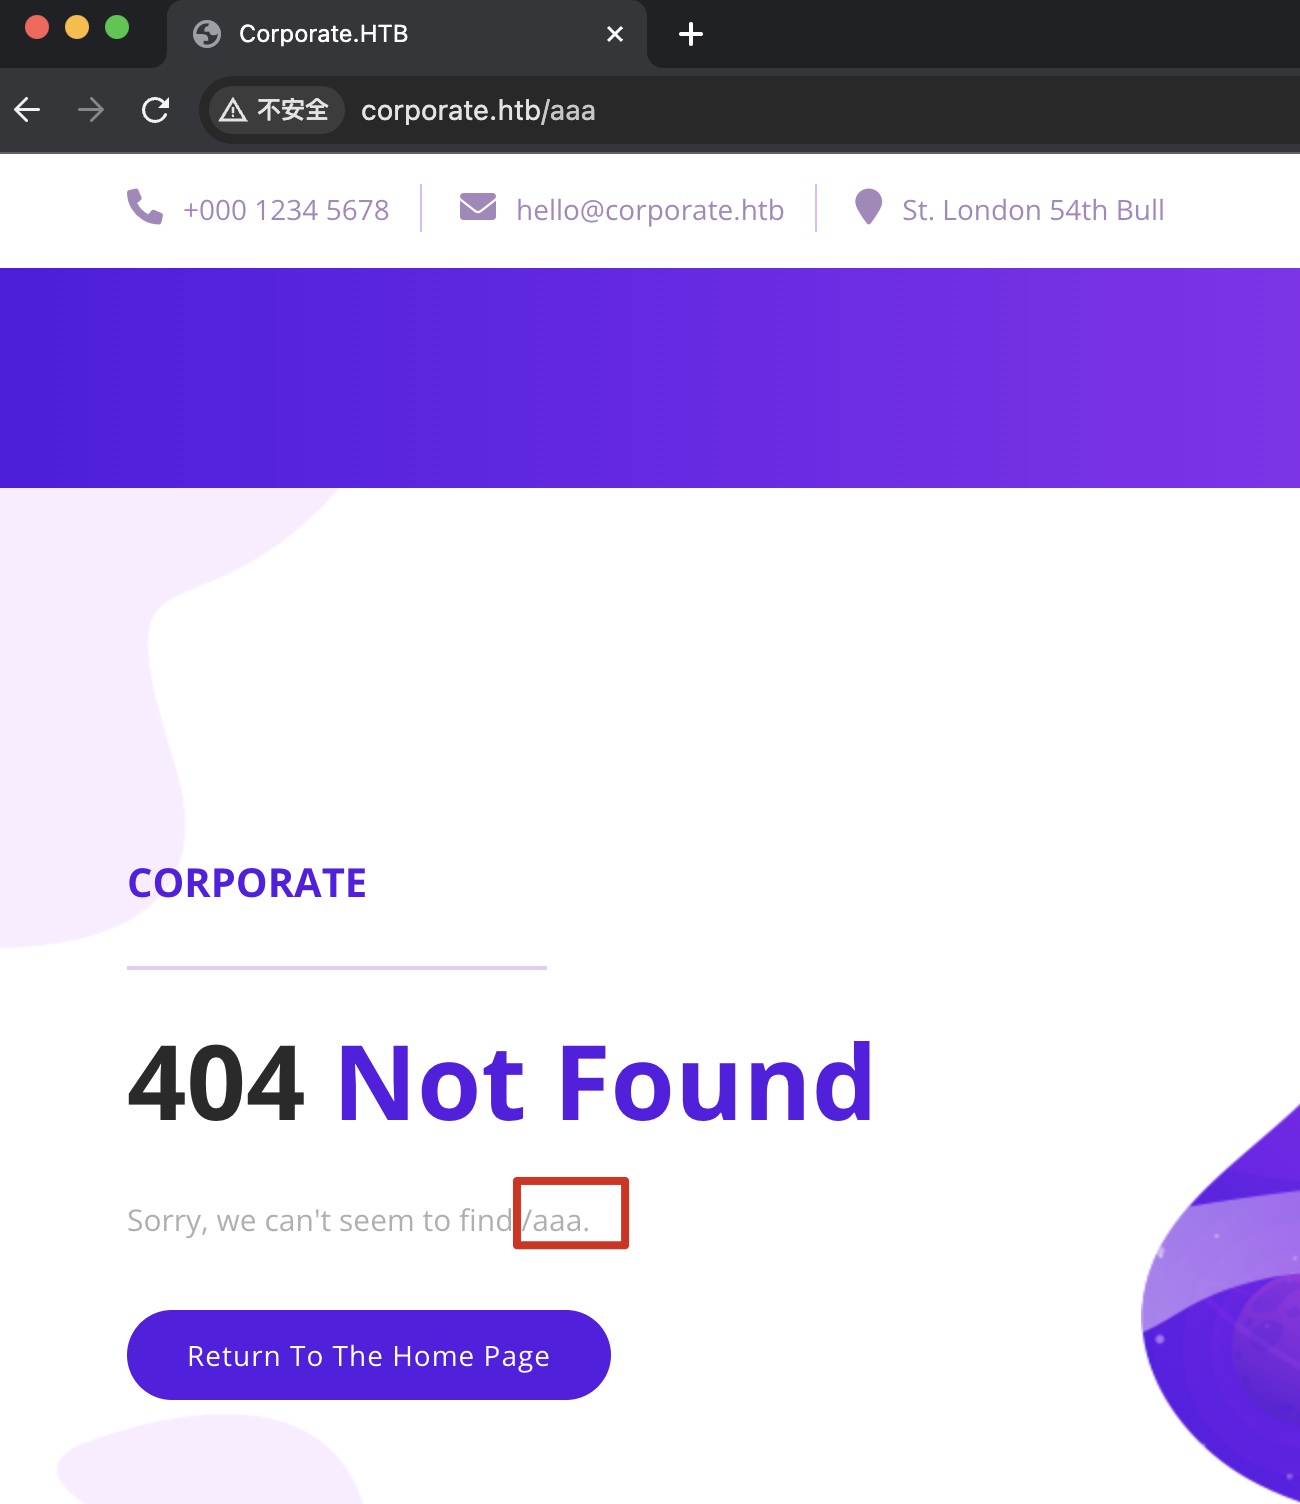 Corporate.HTB
不安全 corporate.htb/aaa
+000 1234 5678 hello@corporate.htb St. London 54th Bull
CORPORATE
404 Not Found
Sorry, we can't seem to find /aaa.
Return To The Home Page